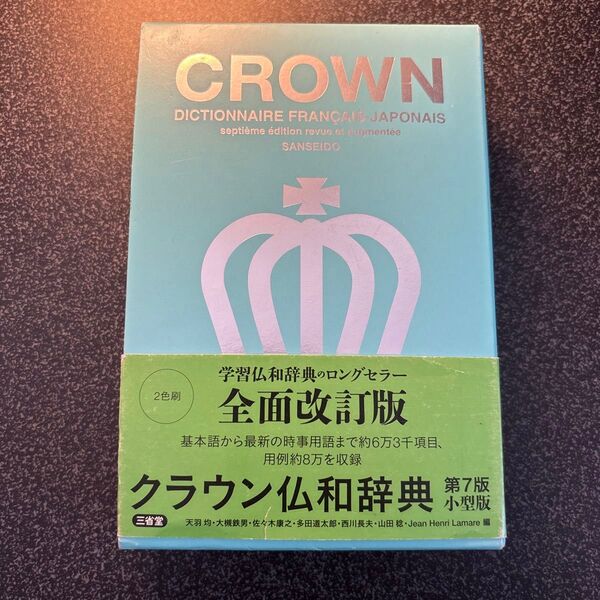 CROWN
DICTIONNAIRE FRANÇAIS-JAPONAIS
septième édition revue et augmentée
SANSEIDO
学習仏和辞典のロングセラー
2色刷
全面改訂版
基本語から最新の時事用語まで約6万3千項目、
用例約8万を収録
クラウン仏和辞典 第7版 小型版
三省堂 天羽 均・大槻鉄男・佐々木康之・多田道太郎・西川長夫・山田 稔・Jean Henri Lamare 編